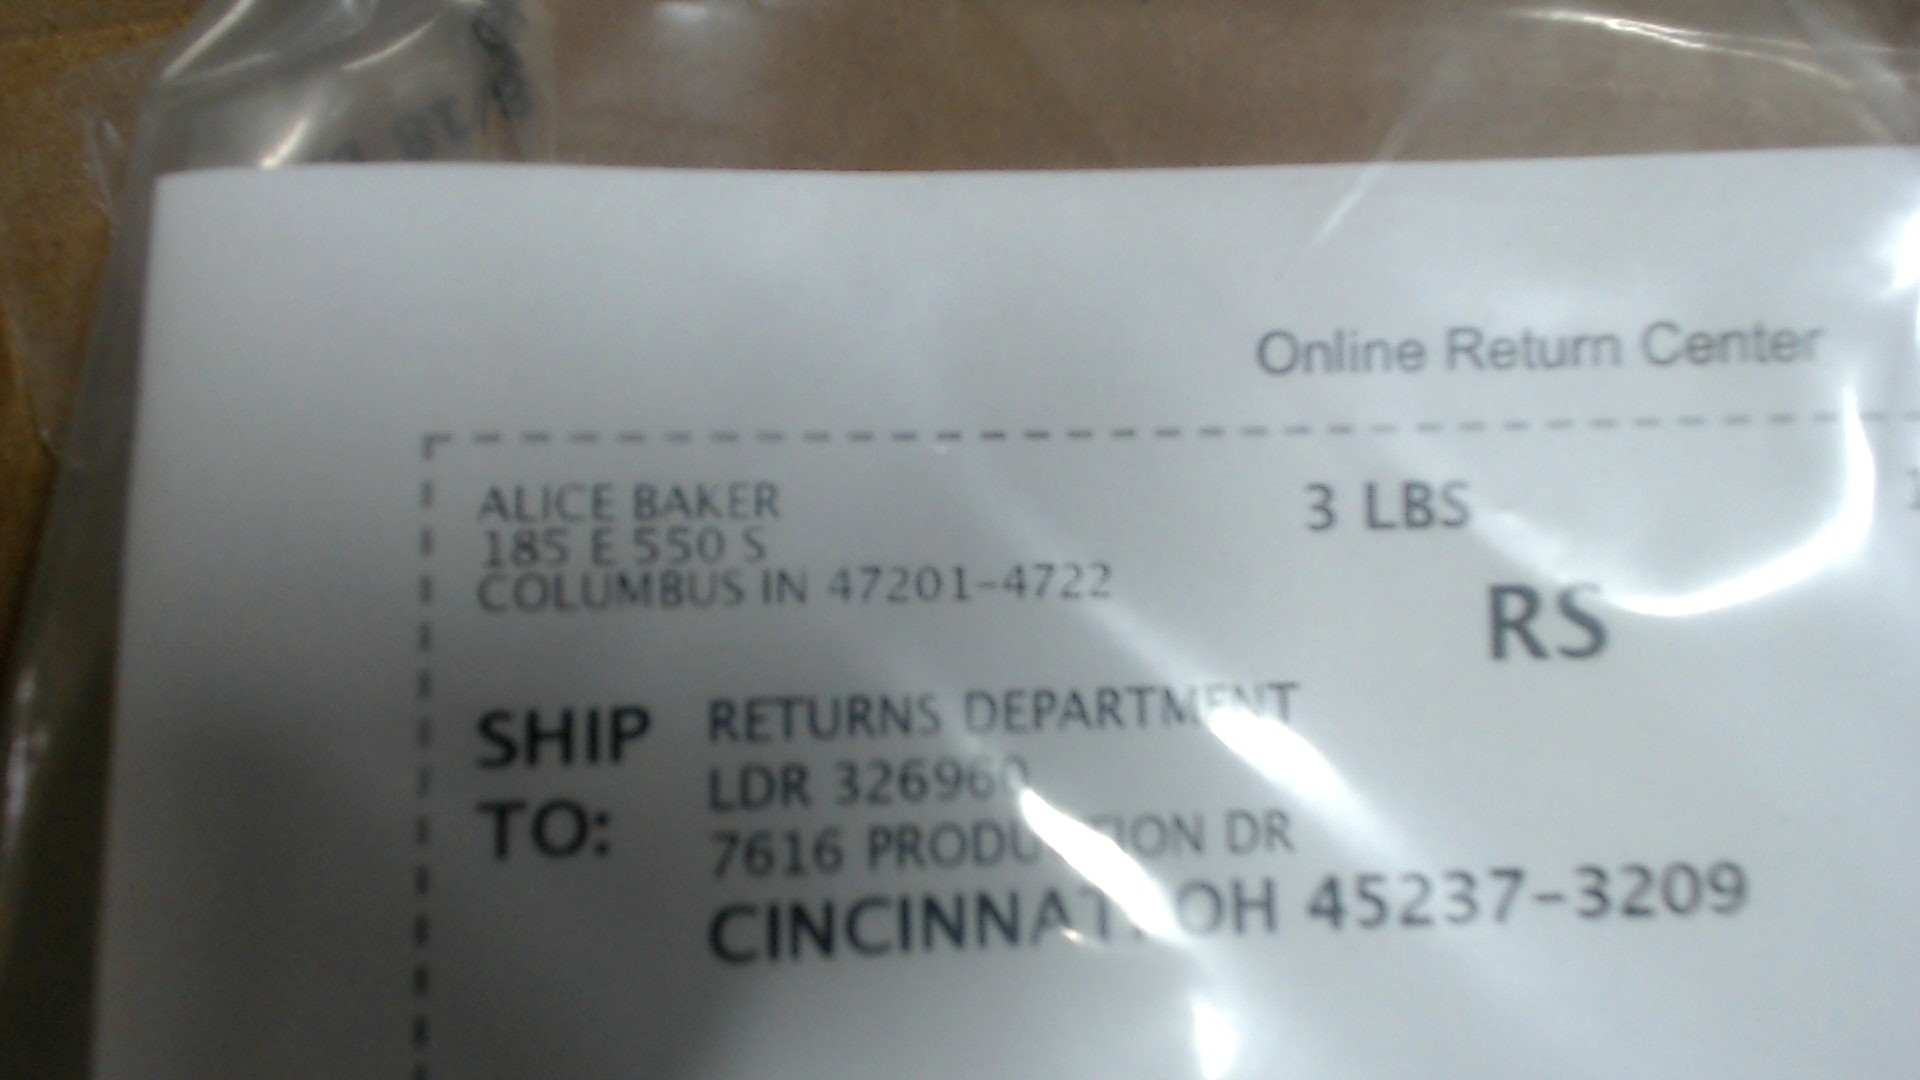 Online Return Center
ALICE BAKER 3 LBS
185 E 550 S
COLUMBUS IN 47201-4722
RS
SHIP TO:
RETURNS DEPARTMENT
LDR 326960
7616 PRODUCTION DR
CINCINNATI OH 45237-3209